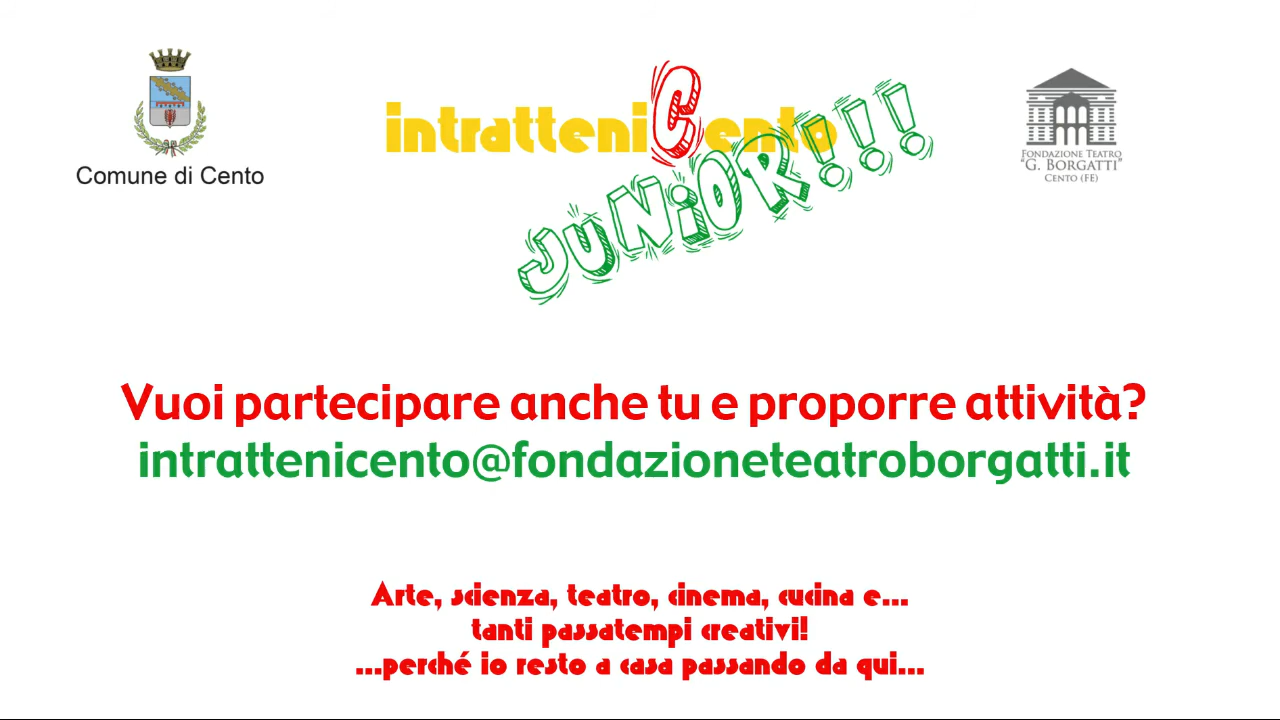 Comune di Cento
intratteniCento
JUNiOR!!!
FONDAZIONE TEATRO
"G. BORGATTI"
CENTO (FE)
Vuoi partecipare anche tu e proporre attività?
intrattenicento@fondazioneteatroborgatti.it
Arte, scienza, teatro, cinema, cucina e...
tanti passatempi creativi!
...perché io resto a casa passando da qui...